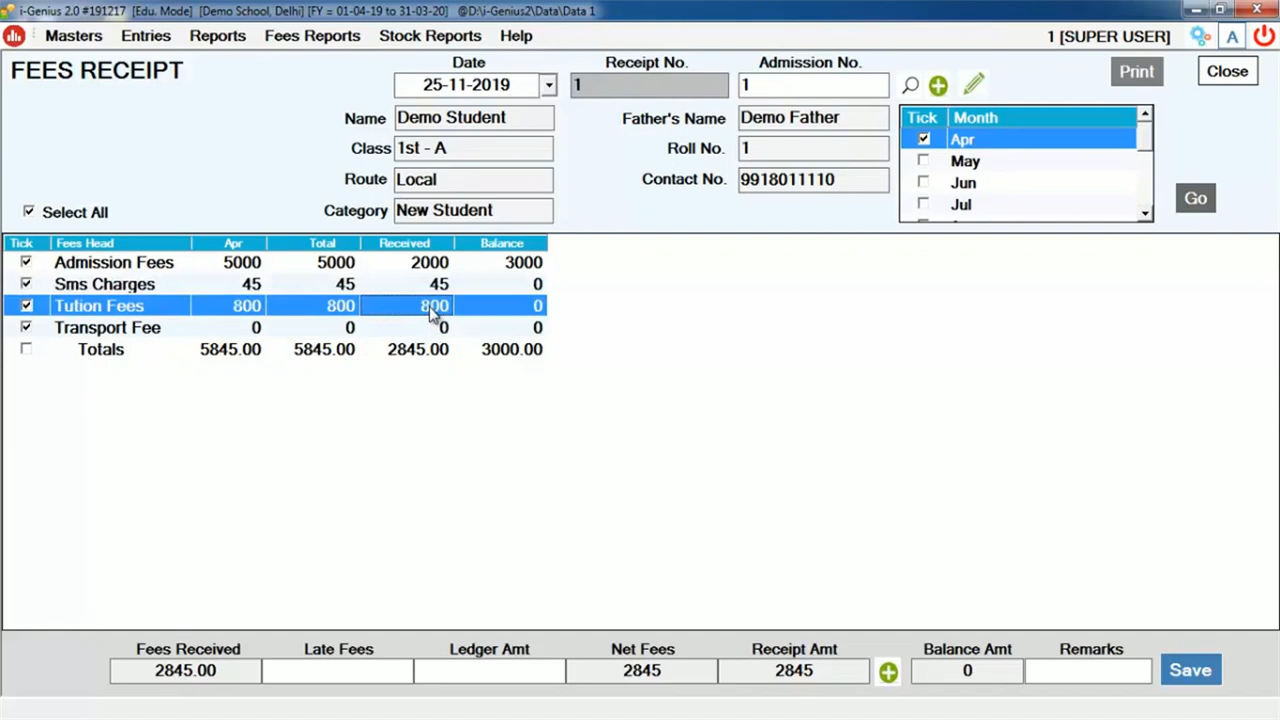 i-Genius 2.0 #191217 [Edu. Mode] [Demo School, Delhi] [FY = 01-04-19 to 31-03-20] @D:\i-Genius2\Data\Data 1
Masters Entries Reports Fees Reports Stock Reports Help 1 [SUPER USER] A
FEES RECEIPT
Date Receipt No. Admission No. Print Close
25-11-2019 1 1
Name Demo Student Father's Name Demo Father
Class 1st - A Roll No. 1
Route Local Contact No. 9918011110
Category New Student
Tick Month
Apr
May
Jun
Jul
Go
Select All
Tick Fees Head Apr Total Received Balance
Admission Fees 5000 5000 2000 3000
Sms Charges 45 45 45 0
Tution Fees 800 800 800 0
Transport Fee 0 0 0 0
Totals 5845.00 5845.00 2845.00 3000.00
Fees Received Late Fees Ledger Amt Net Fees Receipt Amt Balance Amt Remarks
2845.00 2845 2845 0 Save